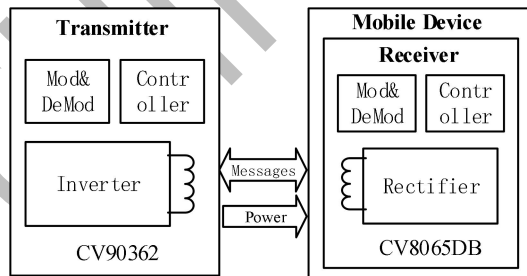 Transmitter
Mod&
DeMod
Contr
oller
Inverter
CV90362
Messages
Power
Mobile Device
Receiver
Mod&
DeMod
Contr
oller
Rectifier
CV8065DB